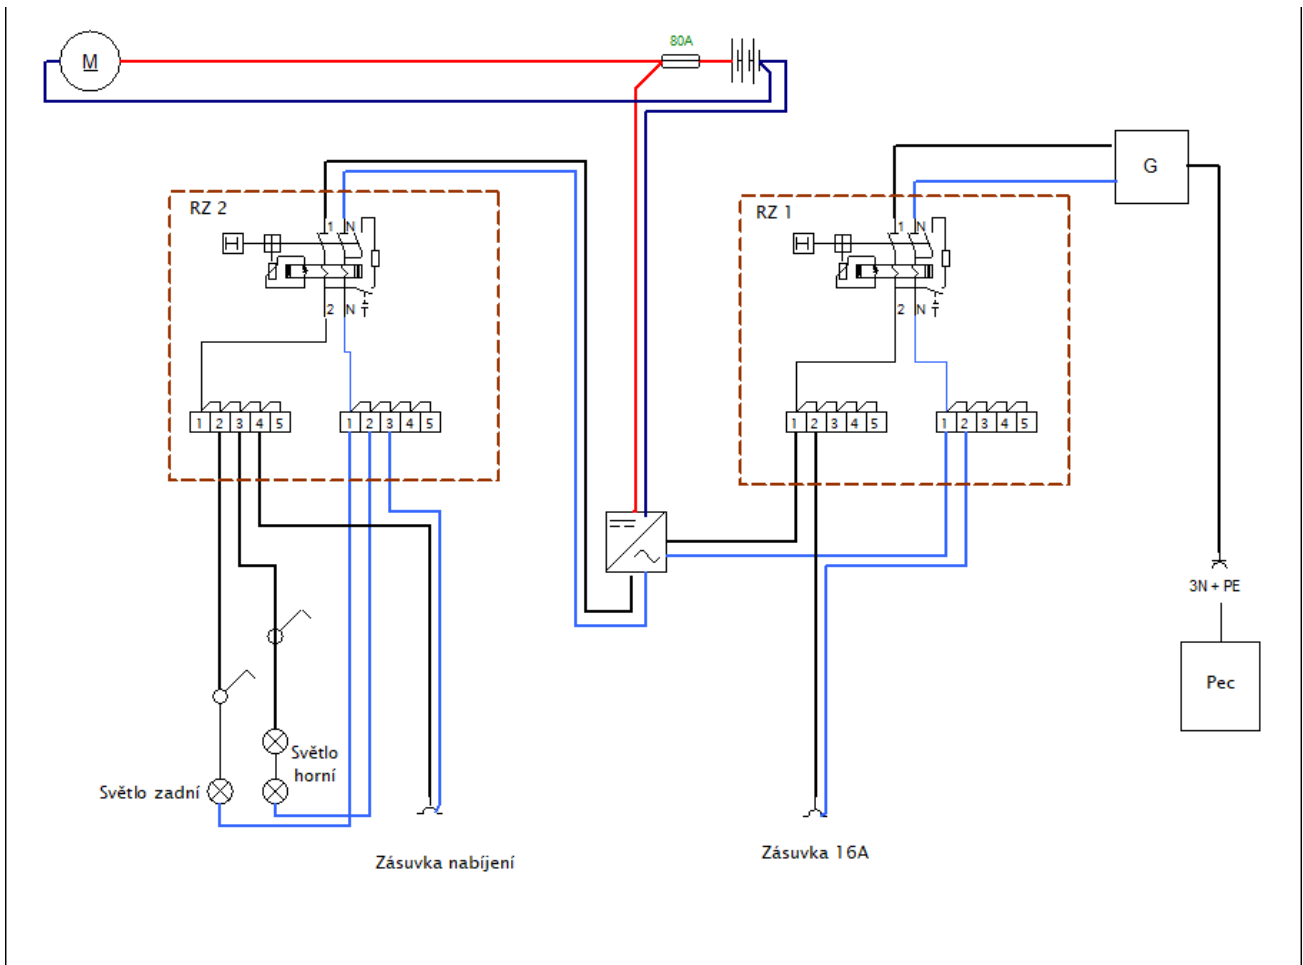 80A
M
G
RZ 2
RZ 1
1 N
1 N
2 N
2 N
1 2 3 4 5
1 2 3 4 5
1 2 3 4 5
1 2 3 4 5
3N + PE
Pec
Světlo
horní
Světlo zadní
Zásuvka nabíjení
Zásuvka 16A